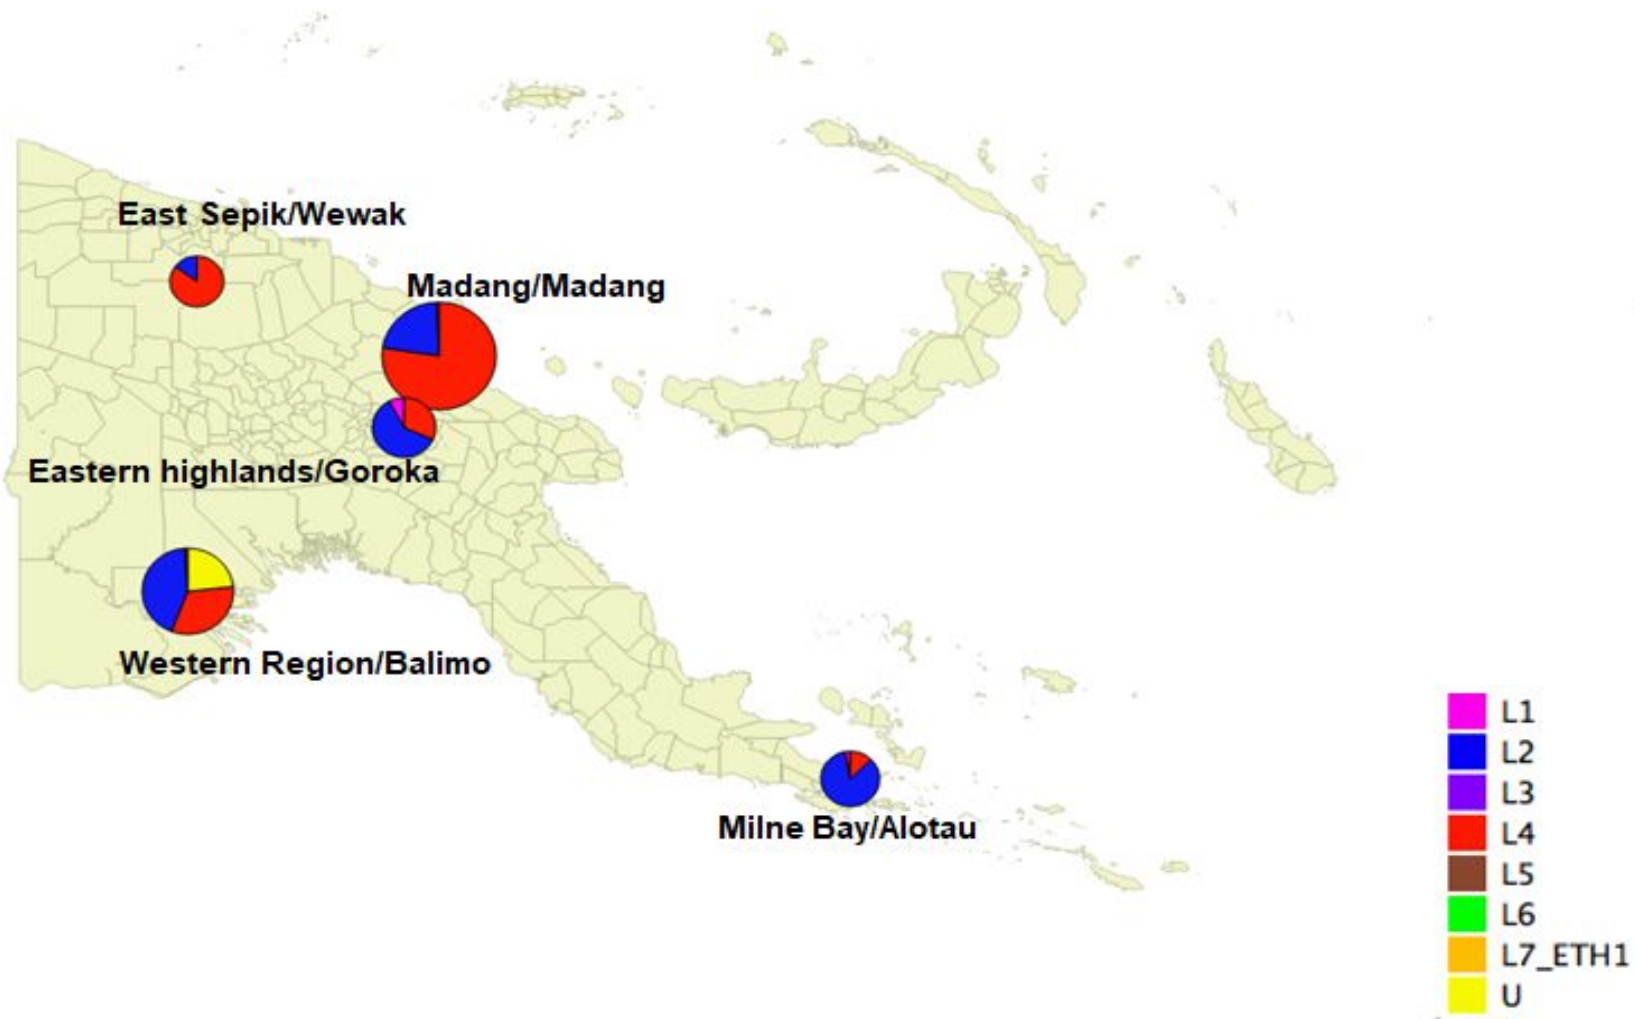 East Sepik/Wewak
Madang/Madang
Eastern highlands/Goroka
Western Region/Balimo
Milne Bay/Alotau
L1
L2
L3
L4
L5
L6
L7_ETH1
U